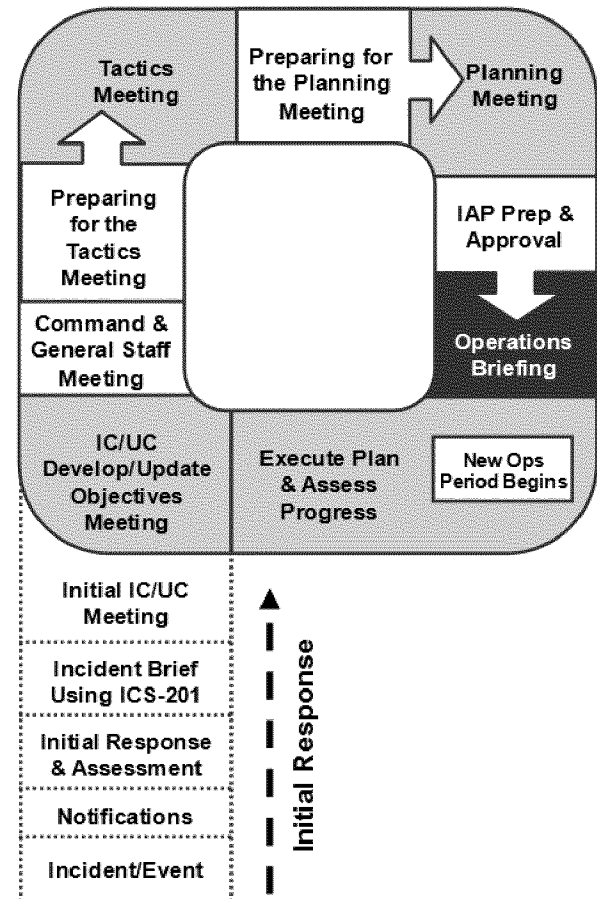 Tactics
Meeting
Preparing for
the Planning
Meeting
Planning
Meeting
Preparing
for the
Tactics
Meeting
IAP Prep &
Approval
Command &
General Staff
Meeting
Operations
Briefing
IC/UC
Develop/Update
Objectives
Meeting
Execute Plan
& Assess
Progress
New Ops
Period Begins
Initial IC/UC
Meeting
Incident Brief
Using ICS-201
Initial Response
& Assessment
Notifications
Incident/Event
Initial Response